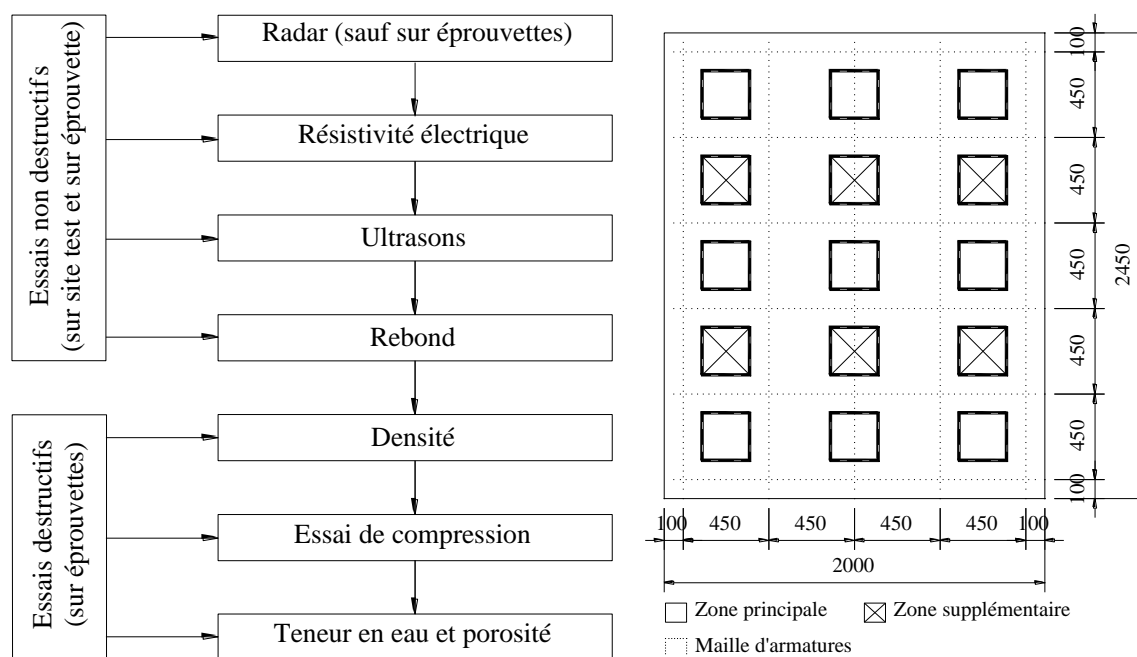 Essais non destructifs
(sur site test et sur éprouvette)
Radar (sauf sur éprouvettes)
Résistivité électrique
Ultrasons
Rebond
Essais destructifs
(sur éprouvettes)
Densité
Essai de compression
Teneur en eau et porosité
100
450
450
450
450
450
100
2450
100
450
450
450
450
100
2000
Zone principale
Zone supplémentaire
Maille d'armatures